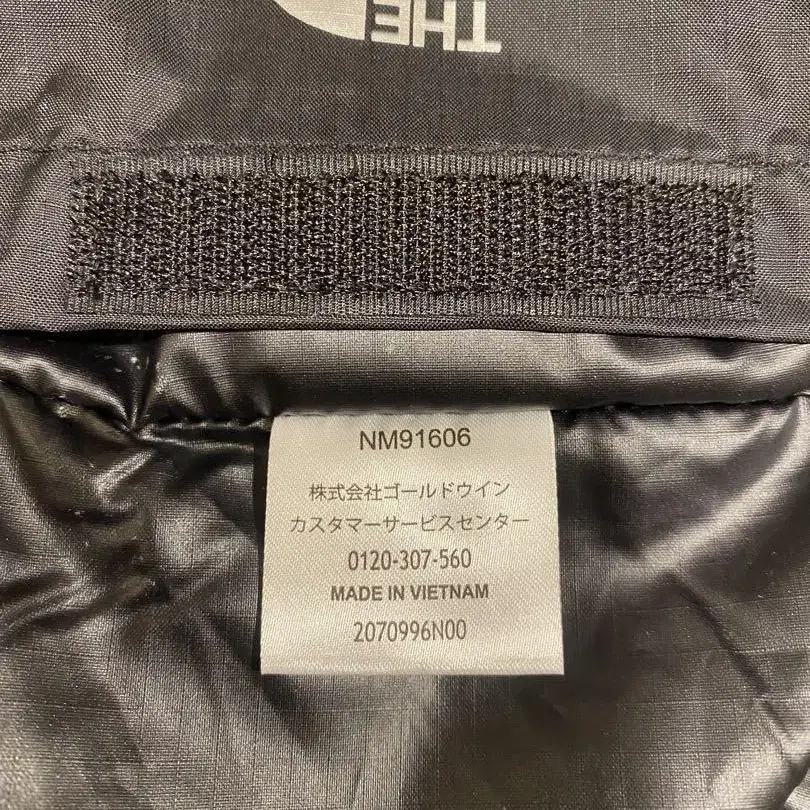 THE
NM91606
株式会社ゴールドウイン
カスタマーサービスセンター
0120-307-560
MADE IN VIETNAM
2070996N00